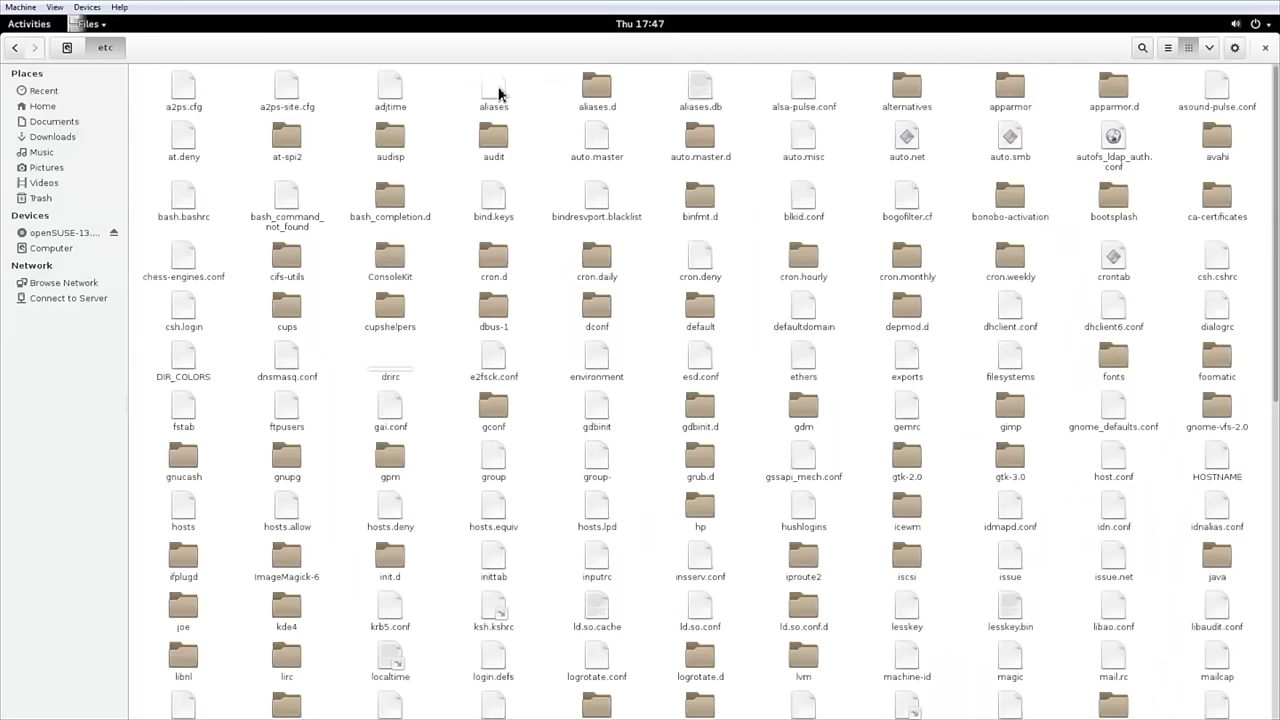 Machine View Devices Help
Activities Files Thu 17:47
etc
Places
Recent
Home
Documents
Downloads
Music
Pictures
Videos
Trash
Devices
openSUSE-13....
Computer
Network
Browse Network
Connect to Server
a2ps.cfg a2ps-site.cfg adjtime aliases aliases.d aliases.db alsa-pulse.conf alternatives apparmor apparmor.d asound-pulse.conf
at.deny at-spi2 audisp audit auto.master auto.master.d auto.misc auto.net auto.smb autofs_ldap_auth. avahi
conf
bash.bashrc bash_command_ bash_completion.d bind.keys bindresvport.blacklist binfmt.d blkid.conf bogofilter.cf bonobo-activation bootsplash ca-certificates
not_found
chess-engines.conf cifs-utils ConsoleKit cron.d cron.daily cron.deny cron.hourly cron.monthly cron.weekly crontab csh.cshrc
csh.login cups cupshelpers dbus-1 dconf default defaultdomain depmod.d dhclient.conf dhclient6.conf dialogrc
DIR_COLORS dnsmasq.conf drirc e2fsck.conf environment esd.conf ethers exports filesystems fonts foomatic
fstab ftpusers gai.conf gconf gdbinit gdbinit.d gdm gemrc gimp gnome_defaults.conf gnome-vfs-2.0
gnucash gnupg gpm group group- grub.d gssapi_mech.conf gtk-2.0 gtk-3.0 host.conf HOSTNAME
hosts hosts.allow hosts.deny hosts.equiv hosts.lpd hp hushlogins icewm idmapd.conf idn.conf idnalias.conf
ifplugd ImageMagick-6 init.d inittab inputrc insserv.conf iproute2 iscsi issue issue.net java
joe kde4 krb5.conf ksh.kshrc ld.so.cache ld.so.conf ld.so.conf.d lesskey lesskey.bin libao.conf libaudit.conf
libnl lirc localtime login.defs logrotate.conf logrotate.d lvm machine-id magic mail.rc mailcap